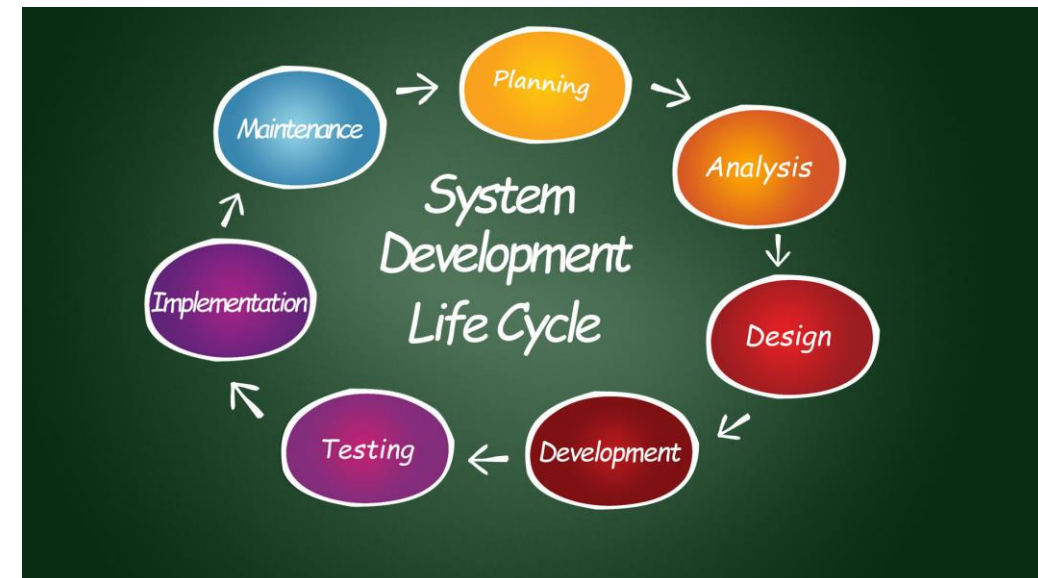 Planning
Maintenance
Analysis
System
Development
Life Cycle
Implementation
Design
Testing
Development